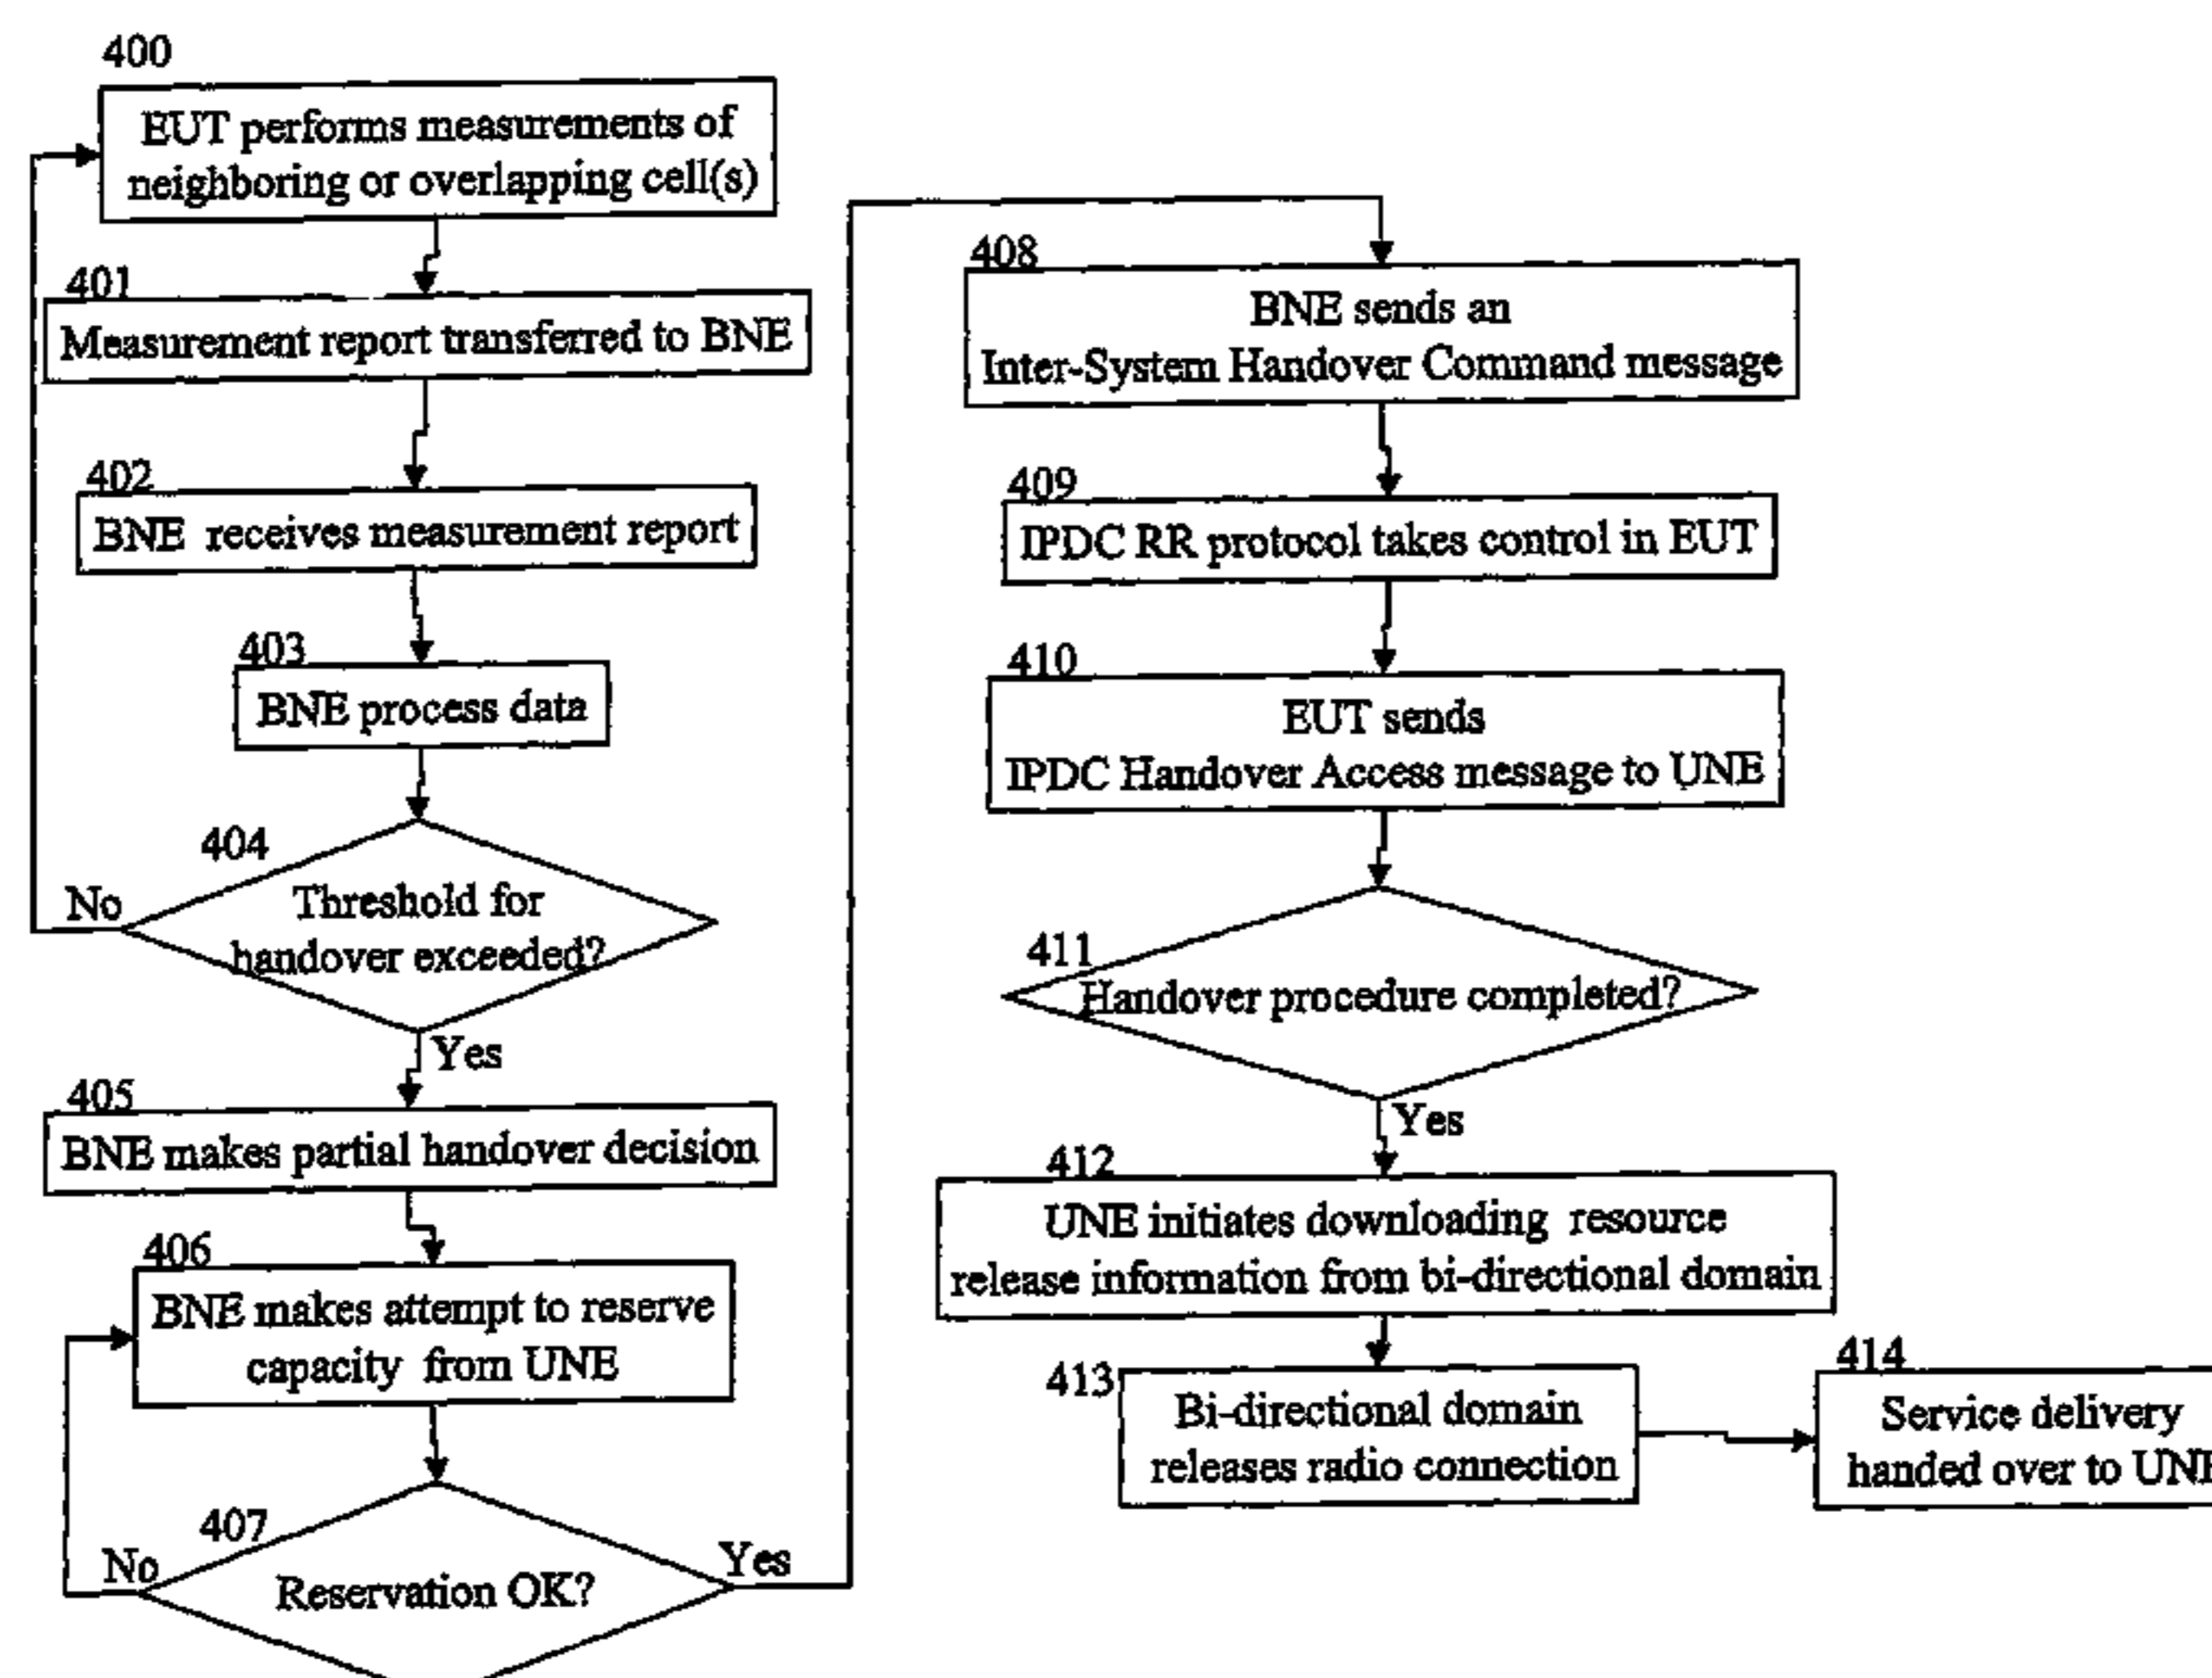 400
EUT performs measurements of
neighboring or overlapping cell(s)
401
Measurement report transferred to BNE
402
BNE receives measurement report
403
BNE process data
404
No
Threshold for
handover exceeded?
Yes
405
BNE makes partial handover decision
406
BNE makes attempt to reserve
capacity from UNE
407
No
Yes
Reservation OK?
408
BNE sends an
Inter-System Handover Command message
409
IPDC RR protocol takes control in EUT
410
EUT sends
IPDC Handover Access message to UNE
411
Handover procedure completed?
Yes
412
UNE initiates downloading resource
release information from bi-directional domain
413
Bi-directional domain
releases radio connection
414
Service delivery
handed over to UNE